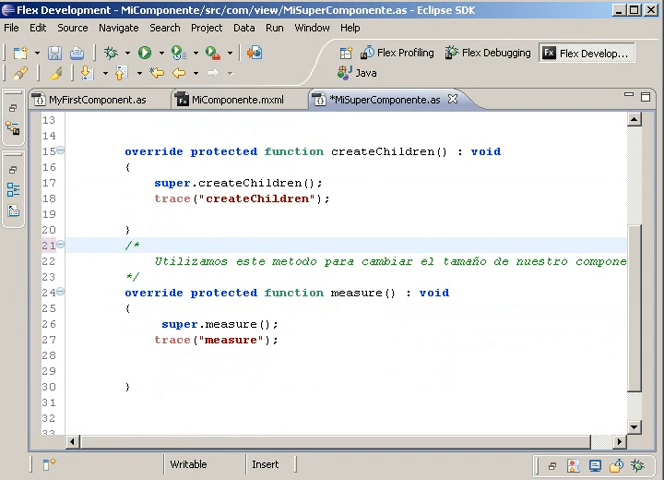 Flex Development - MiComponente/src/com/view/MiSuperComponente.as - Eclipse SDK
File Edit Source Navigate Search Project Data Run Window Help
Flex Profiling Flex Debugging Flex Develop...
Java
MyFirstComponent.as MiComponente.mxml *MiSuperComponente.as
13
14
15 override protected function createChildren() : void
16 {
17 super.createChildren();
18 trace("createChildren");
19
20 }
21 /*
22 Utilizamos este metodo para cambiar el tamaño de nuestro compone
23 */
24 override protected function measure() : void
25 {
26 super.measure();
27 trace("measure");
28
29
30 }
31
32
33
Writable Insert